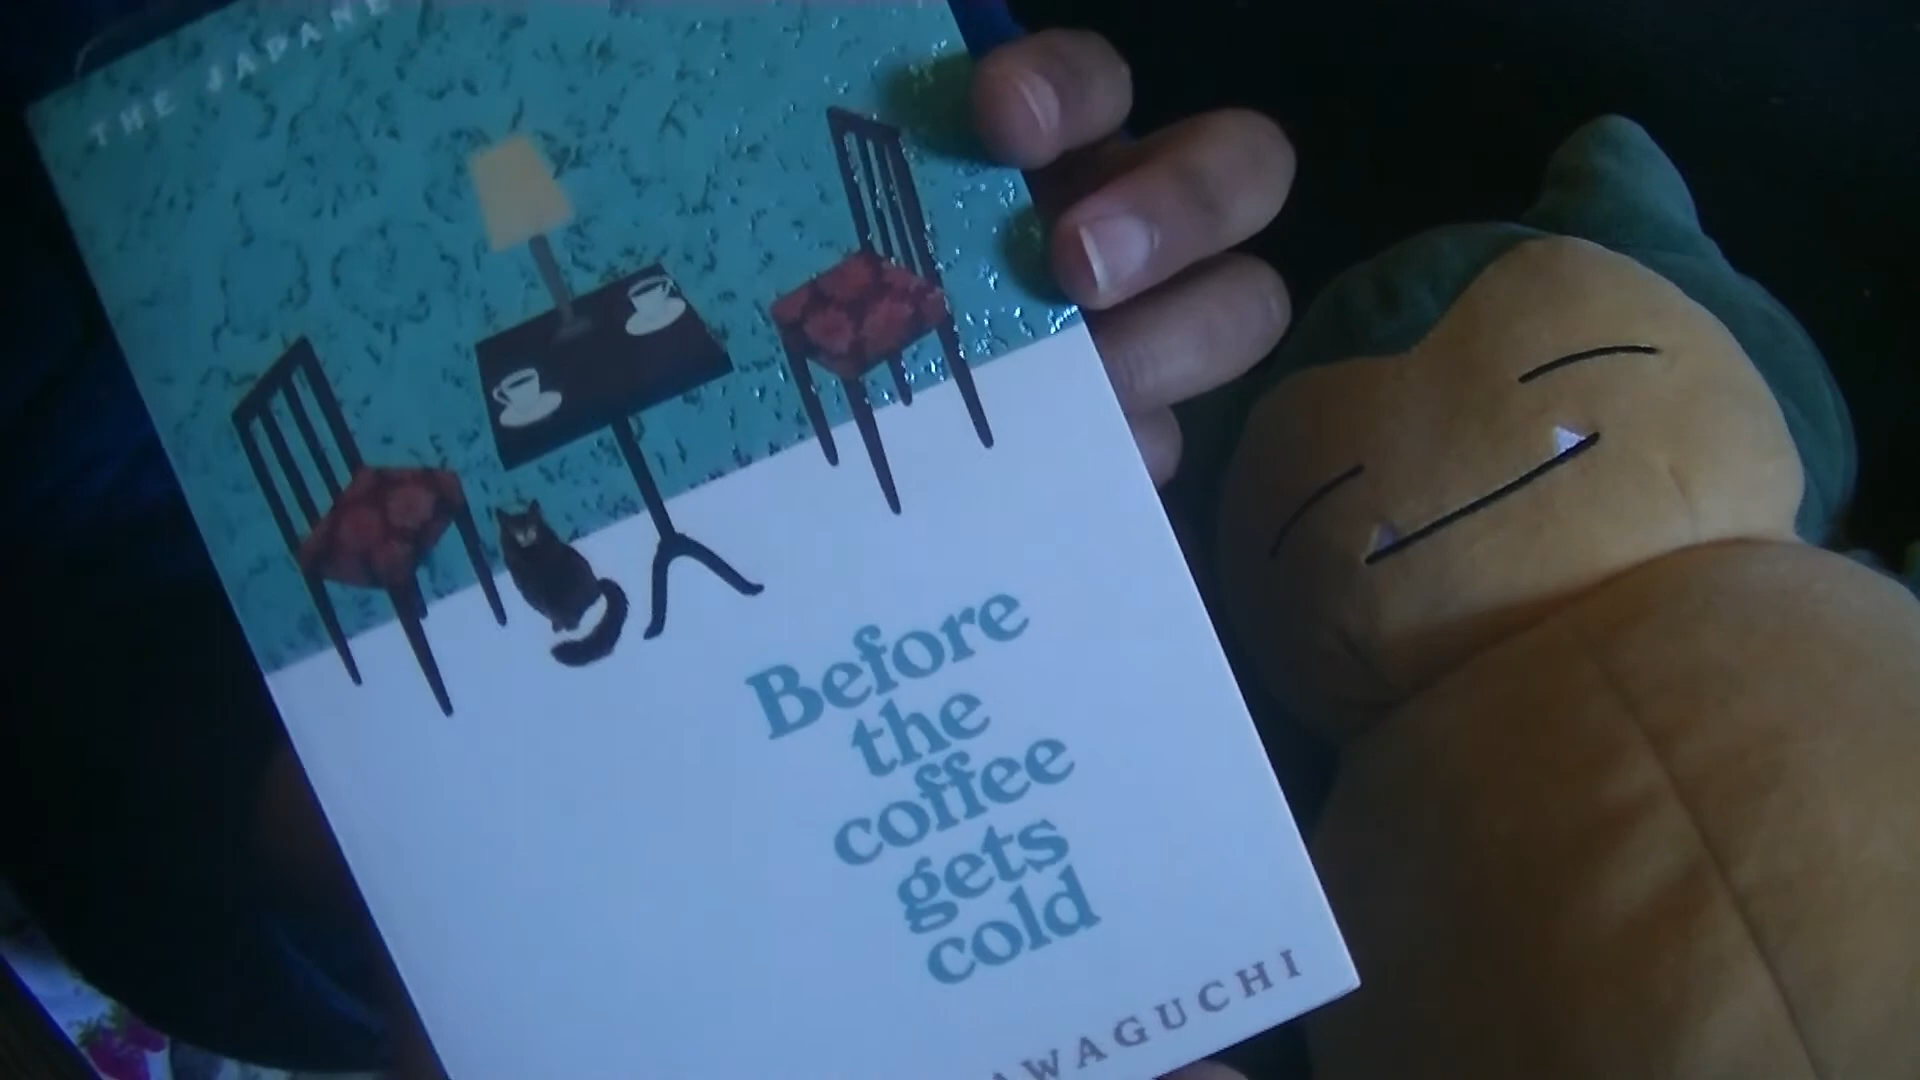 THE JAPANE
Before
the
coffee
gets
cold
AWAGUCHI